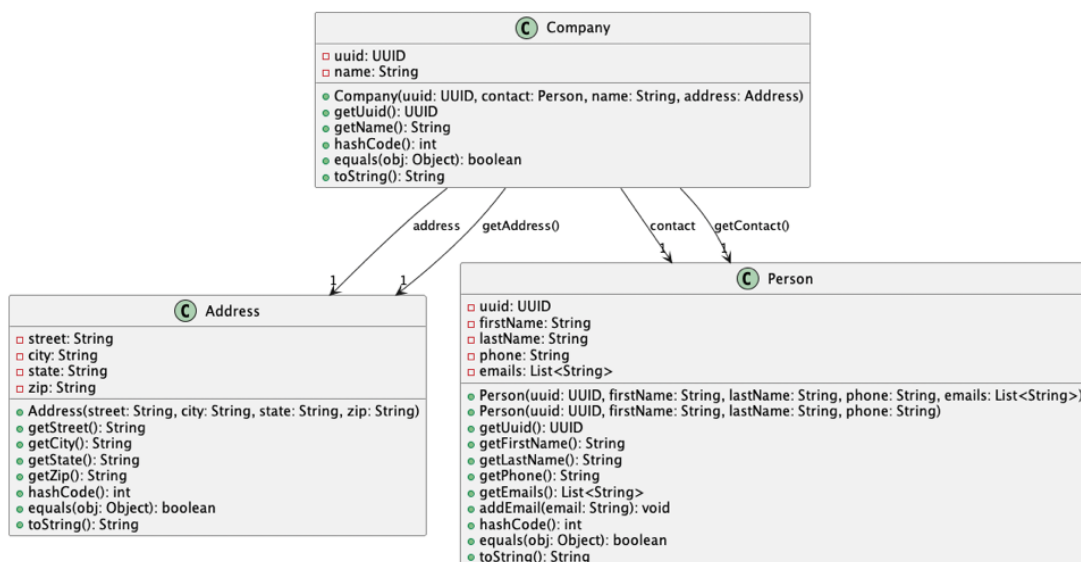 C Company
uuid: UUID
name: String
Company(uuid: UUID, contact: Person, name: String, address: Address)
getUuid(): UUID
getName(): String
hashCode(): int
equals(obj: Object): boolean
toString(): String
address
getAddress()
contact
getContact()
1
1
1
1
C Address
street: String
city: String
state: String
zip: String
Address(street: String, city: String, state: String, zip: String)
getStreet(): String
getCity(): String
getState(): String
getZip(): String
hashCode(): int
equals(obj: Object): boolean
toString(): String
C Person
uuid: UUID
firstName: String
lastName: String
phone: String
emails: List<String>
Person(uuid: UUID, firstName: String, lastName: String, phone: String, emails: List<String>)
Person(uuid: UUID, firstName: String, lastName: String, phone: String)
getUuid(): UUID
getFirstName(): String
getLastName(): String
getPhone(): String
getEmails(): List<String>
addEmail(email: String): void
hashCode(): int
equals(obj: Object): boolean
toString(): String